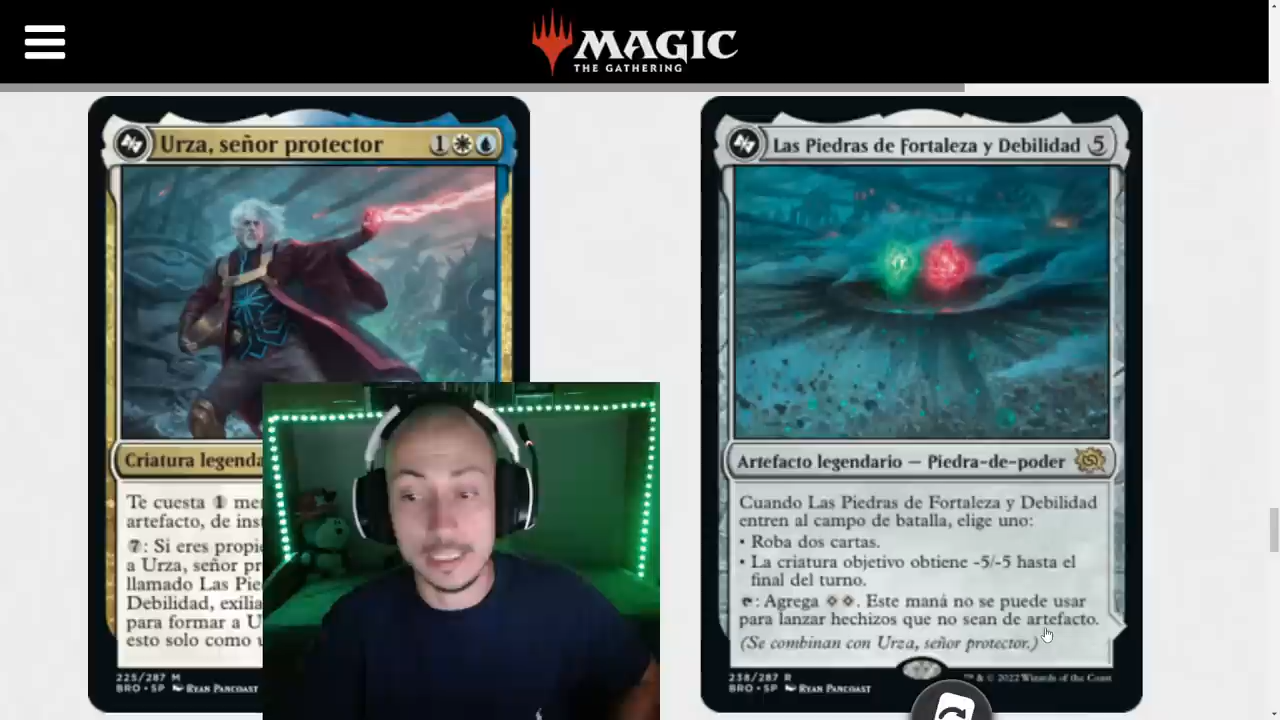 MAGIC
THE GATHERING
Urza, señor protector 1
Criatura legenda
Te cuesta 1 me
artefacto, de ins
7: Si eres propi
a Urza, señor pr
llamado Las Pie
Debilidad, exilia
para formar a U
esto solo como u
225/287 M
BRO • SP RYAN PANCOAST
Las Piedras de Fortaleza y Debilidad 5
Artefacto legendario — Piedra-de-poder
Cuando Las Piedras de Fortaleza y Debilidad
entren al campo de batalla, elige uno:
• Roba dos cartas.
• La criatura objetivo obtiene -5/-5 hasta el
final del turno.
: Agrega . Este maná no se puede usar
para lanzar hechizos que no sean de artefacto.
(Se combinan con Urza, señor protector.)
238/287 R
BRO • SP RYAN PANCOAST
™ & © 2022 Wizards of the Coast